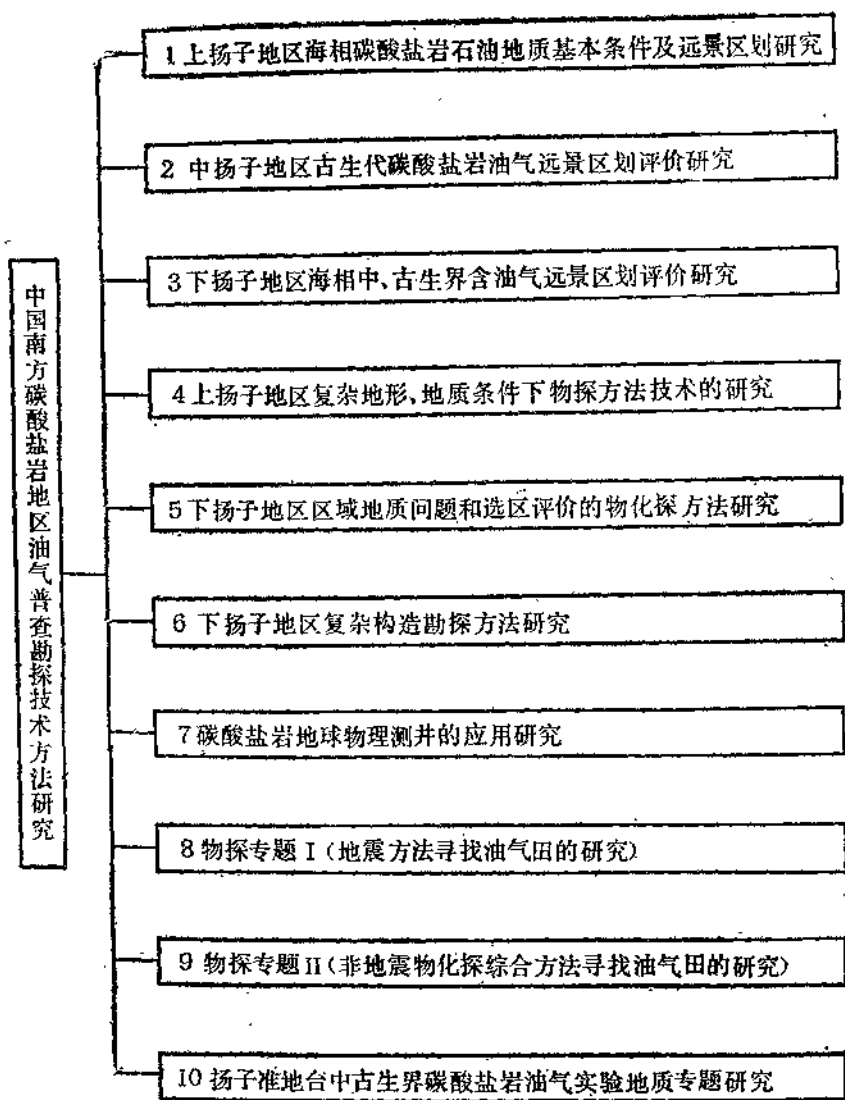 中国南方碳酸盐岩地区油气普查勘探技术方法研究
1 上扬子地区海相碳酸盐岩石油地质基本条件及远景区划研究
2 中扬子地区古生代碳酸盐岩油气远景区划评价研究
3 下扬子地区海相中、古生界含油气远景区划评价研究
4 上扬子地区复杂地形、地质条件下物探方法技术的研究
5 下扬子地区区域地质问题和选区评价的物化探方法研究
6 下扬子地区复杂构造勘探方法研究
7 碳酸盐岩地球物理测井的应用研究
8 物探专题 I（地震方法寻找油气田的研究）
9 物探专题 II（非地震物化探综合方法寻找油气田的研究）
10 扬子准地台中古生界碳酸盐岩油气实验地质专题研究